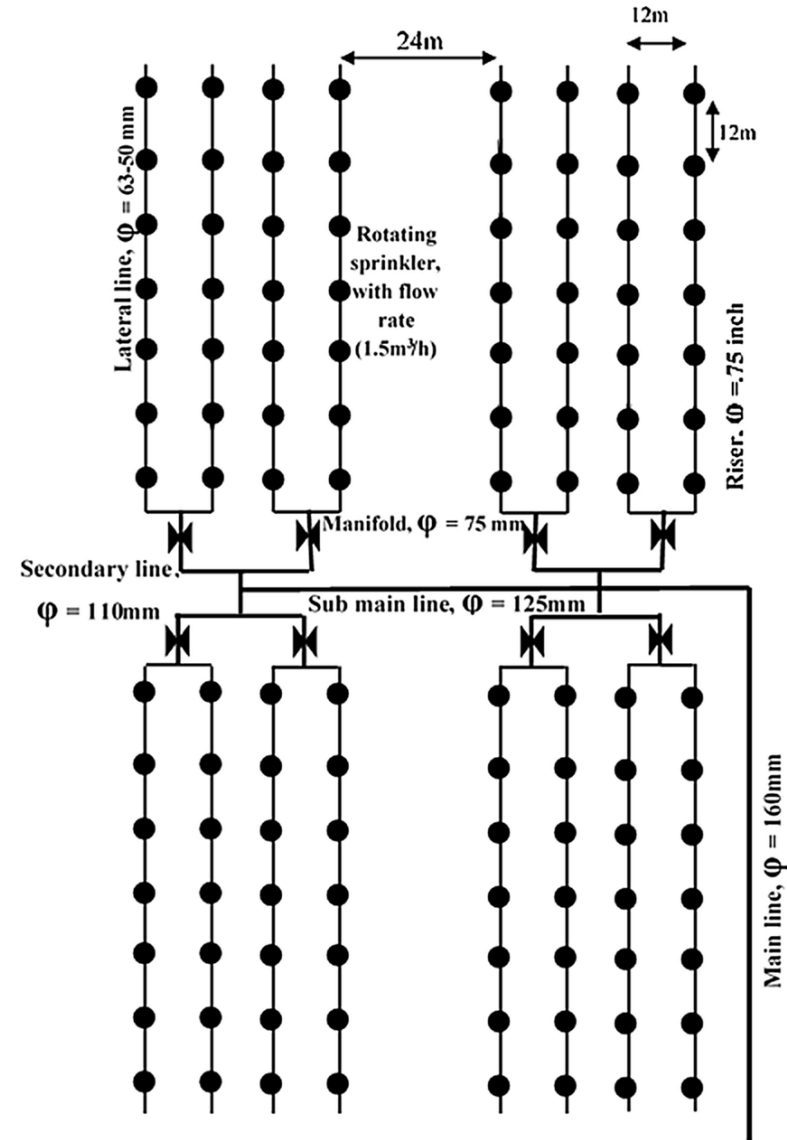 12m
24m
12m
Lateral line, φ = 63-50 mm
Rotating
sprinkler,
with flow
rate
(1.5m³/h)
Riser. φ =.75 inch
Manifold, φ = 75 mm
Secondary line,
φ = 110mm
Sub main line, φ = 125mm
Main line, φ = 160mm